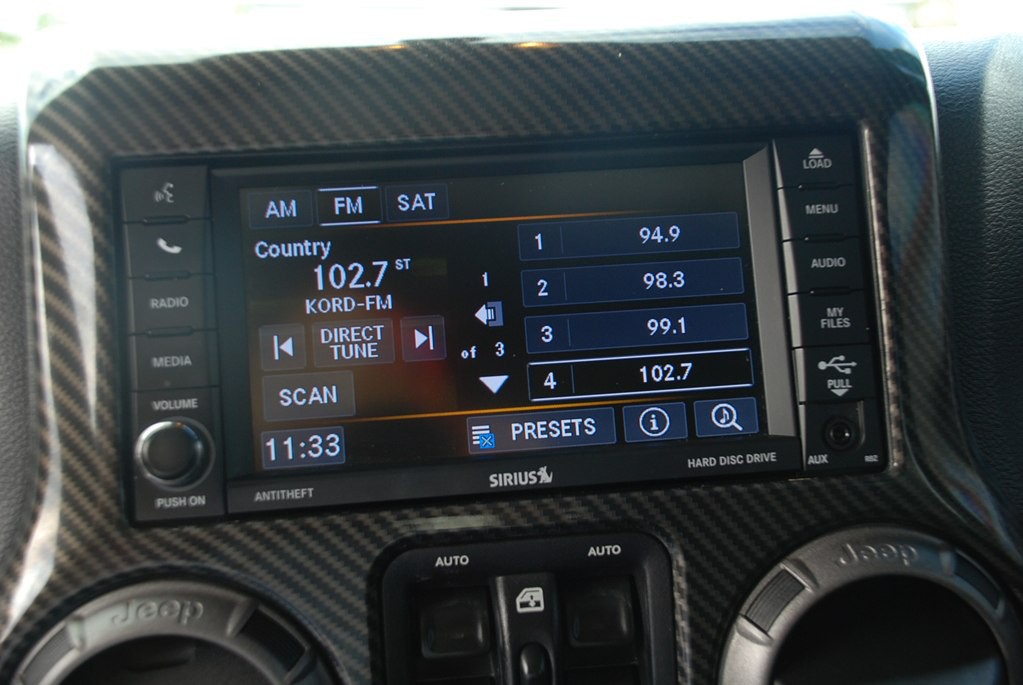 LOAD
MENU
AUDIO
MY
FILES
PULL
AUX
RBZ
RADIO
MEDIA
VOLUME
PUSH ON
AM FM SAT
Country
102.7 ST
KORD-FM
DIRECT
TUNE
SCAN
11:33
1
of 3
1 94.9
2 98.3
3 99.1
4 102.7
PRESETS
i
ANTITHEFT
SIRIUS
HARD DISC DRIVE
AUTO AUTO
Jeep
Jeep